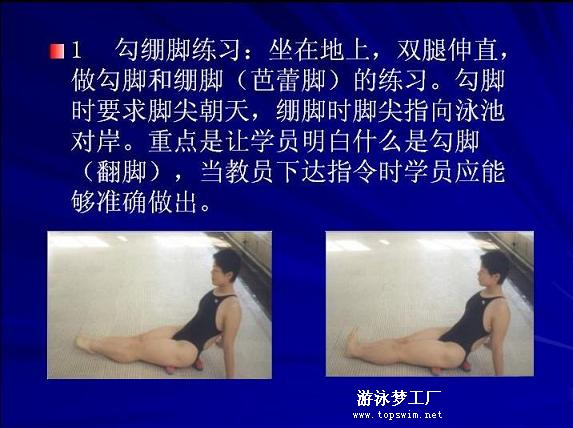 1 勾绷脚练习：坐在地上，双腿伸直，
做勾脚和绷脚（芭蕾脚）的练习。勾脚
时要求脚尖朝天，绷脚时脚尖指向泳池
对岸。重点是让学员明白什么是勾脚
（翻脚），当教员下达指令时学员应能
够准确做出。
游泳梦工厂
www.topswim.net